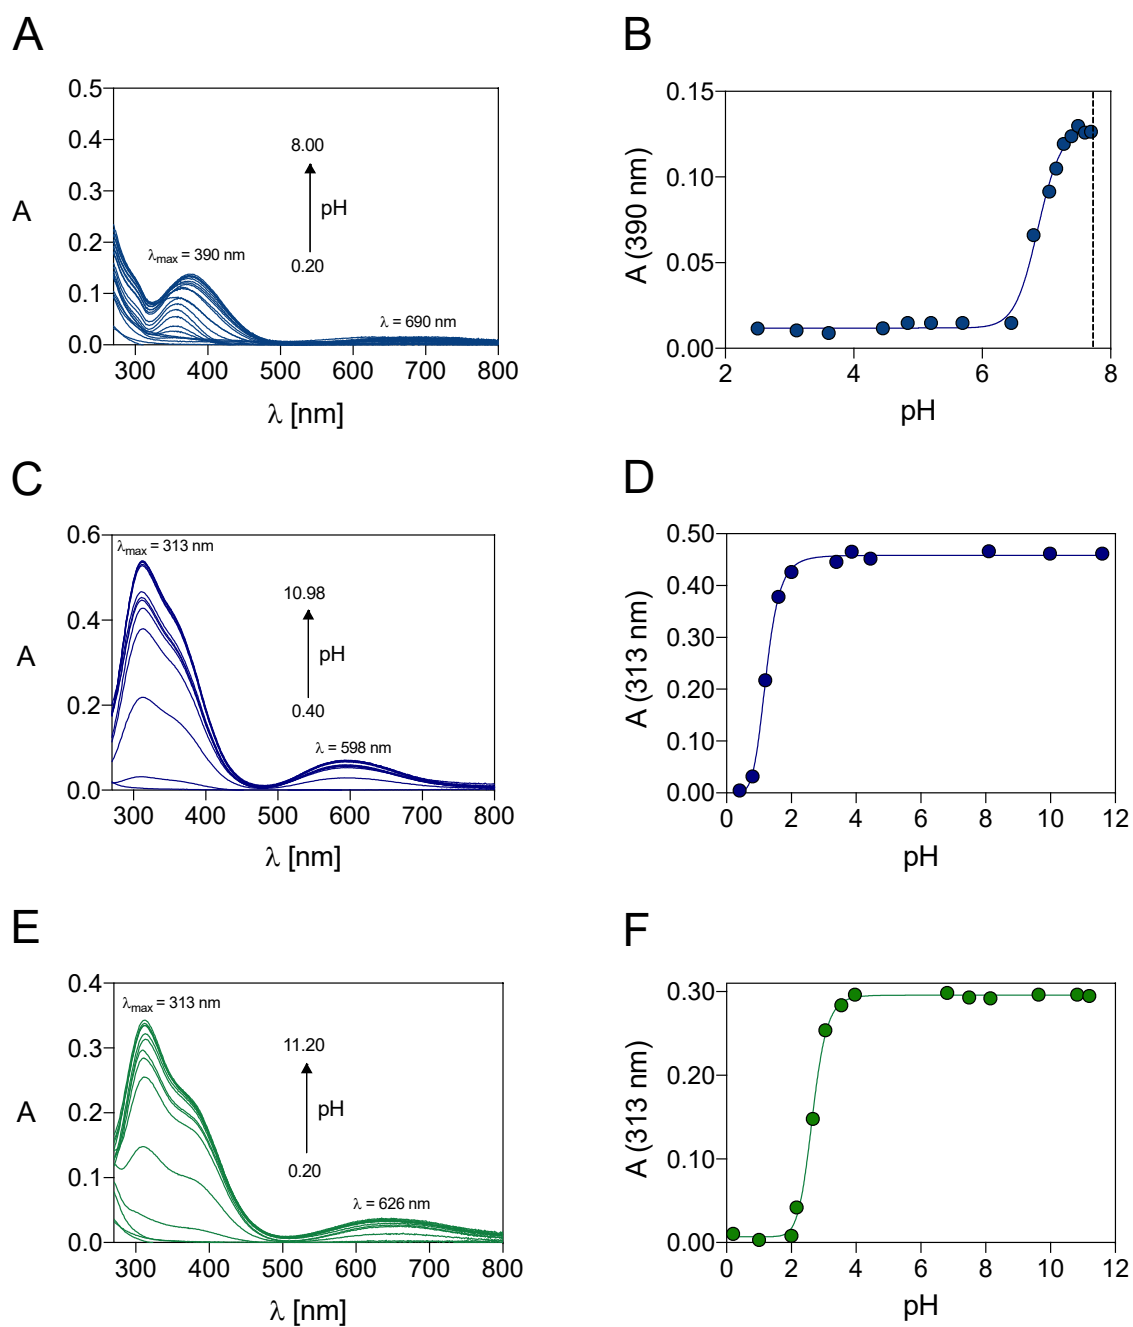 A
B
0.5
0.4
0.3
0.2
0.1
0.0
A
8.00
pH
0.20
λmax = 390 nm
λ = 690 nm
300 400 500 600 700 800
λ [nm]
0.15
0.10
0.05
0.00
A (390 nm)
2 4 6 8
pH
C
D
0.6
0.4
0.2
0.0
A
λmax = 313 nm
10.98
pH
0.40
λ = 598 nm
300 400 500 600 700 800
λ [nm]
0.50
0.40
0.30
0.20
0.10
0.00
A (313 nm)
0 2 4 6 8 10 12
pH
E
F
0.4
0.3
0.2
0.1
0.0
A
λmax = 313 nm
11.20
pH
0.20
λ = 626 nm
300 400 500 600 700 800
λ [nm]
0.30
0.20
0.10
0.00
A (313 nm)
0 2 4 6 8 10 12
pH